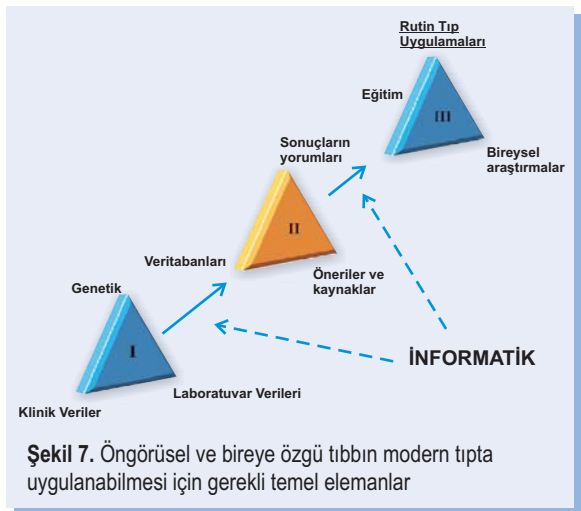 Rutin Tıp
Uygulamaları
Eğitim
III
Bireysel
araştırmalar
Sonuçların
yorumları
II
Veritabanları
Öneriler ve
kaynaklar
Genetik
I
Laboratuvar Verileri
Klinik Veriler
İNFORMATİK
Şekil 7. Öngörüsel ve bireye özgü tıbbın modern tıpta
uygulanabilmesi için gerekli temel elemanlar